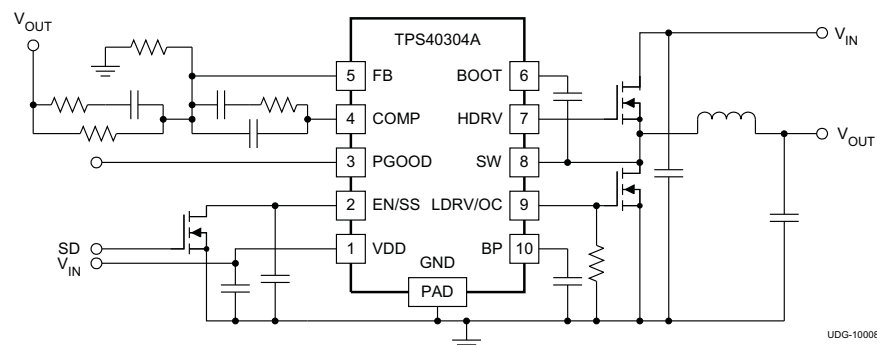 VOUT
TPS40304A
VIN
5 FB BOOT 6
4 COMP HDRV 7
VOUT
3 PGOOD SW 8
2 EN/SS LDRV/OC 9
SD
VIN
1 VDD BP 10
GND
PAD
UDG-10008